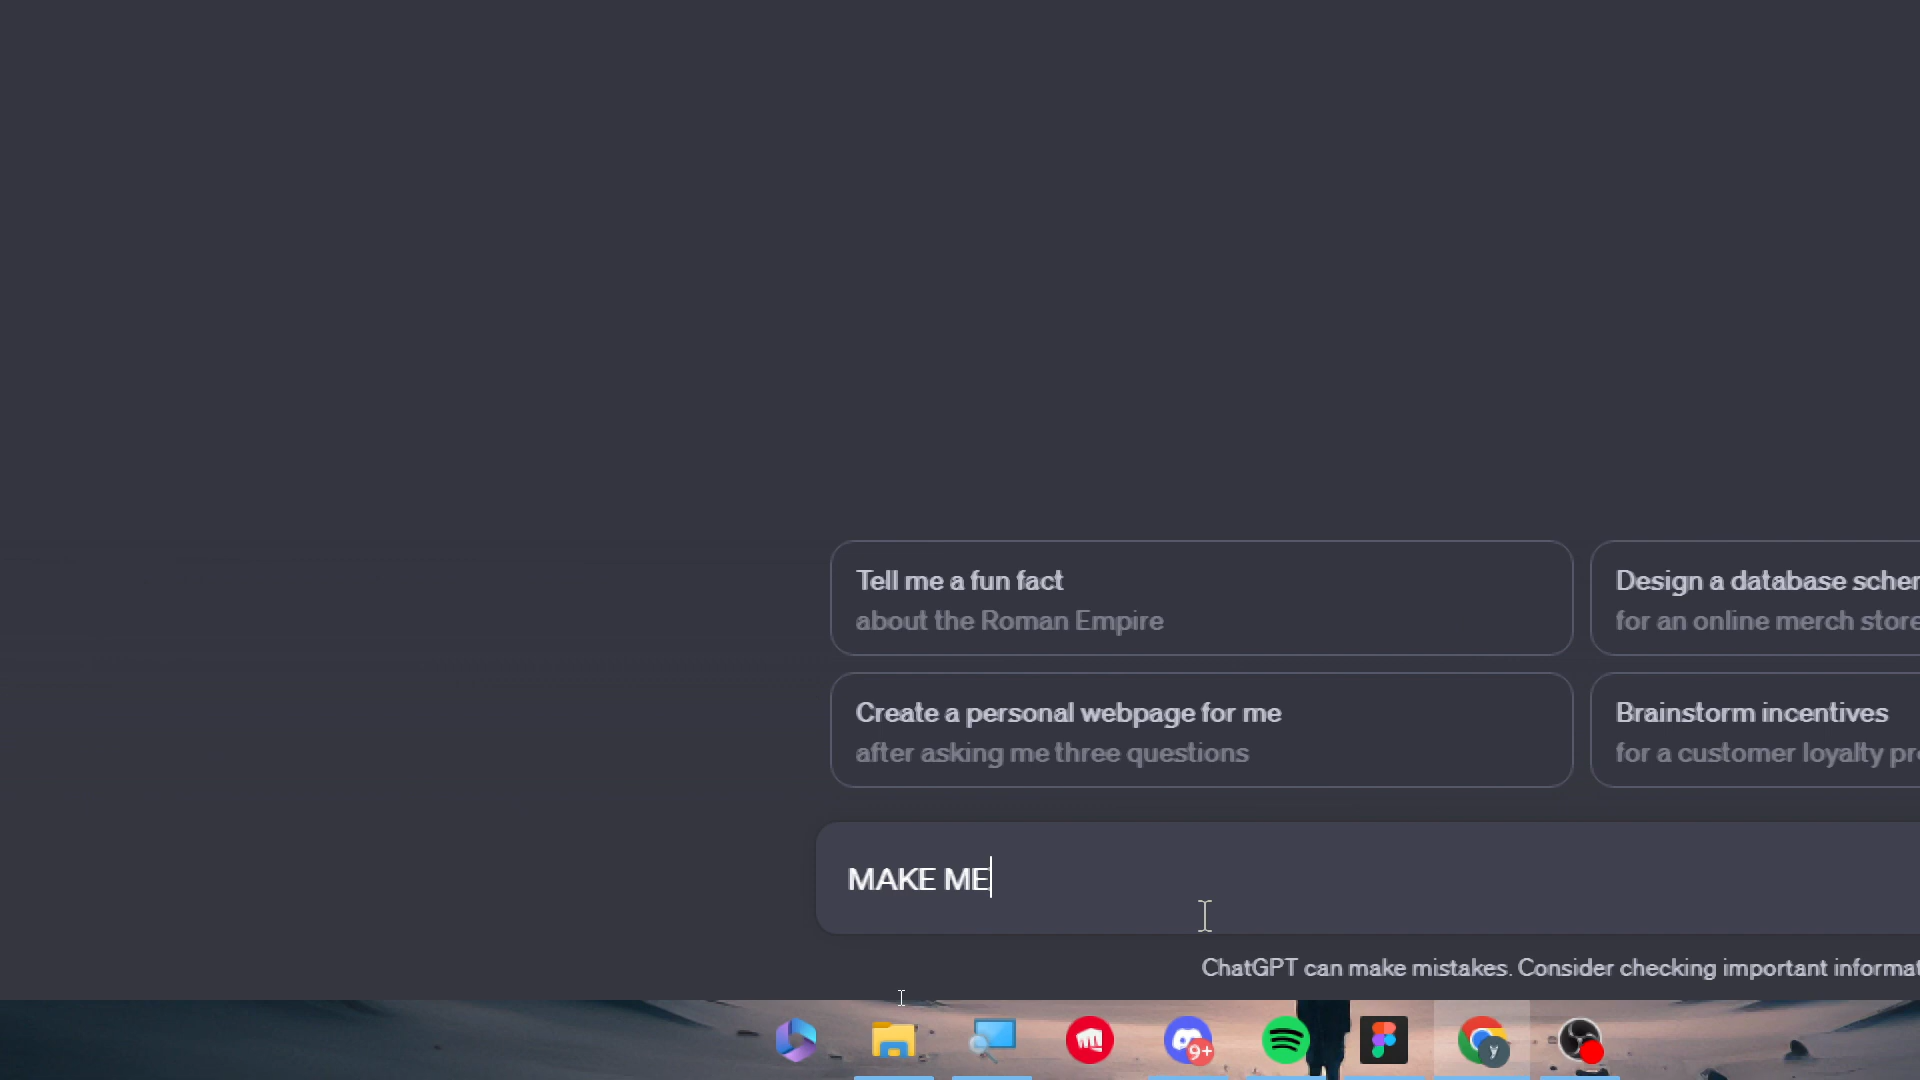 Tell me a fun fact
about the Roman Empire
Design a database scher
for an online merch store
Create a personal webpage for me
after asking me three questions
Brainstorm incentives
for a customer loyalty pr
MAKE ME
ChatGPT can make mistakes. Consider checking important informat
9+
y